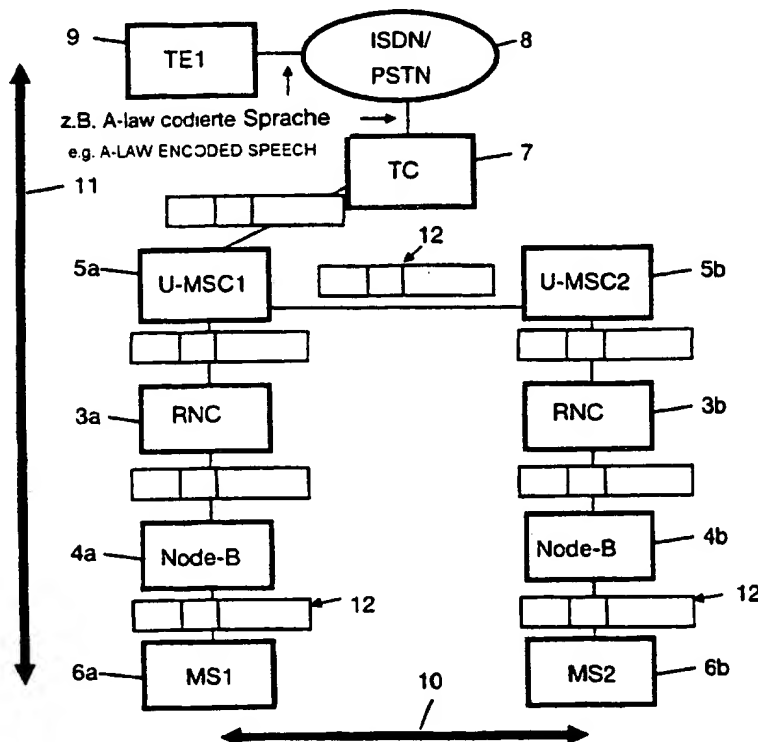 9
TE1
ISDN/
PSTN
8
z.B. A-law codierte Sprache
e.g. A-LAW ENCODED SPEECH
TC
7
11
12
5a
U-MSC1
U-MSC2
5b
3a
RNC
RNC
3b
4a
Node-B
Node-B
4b
12
12
6a
MS1
MS2
6b
10